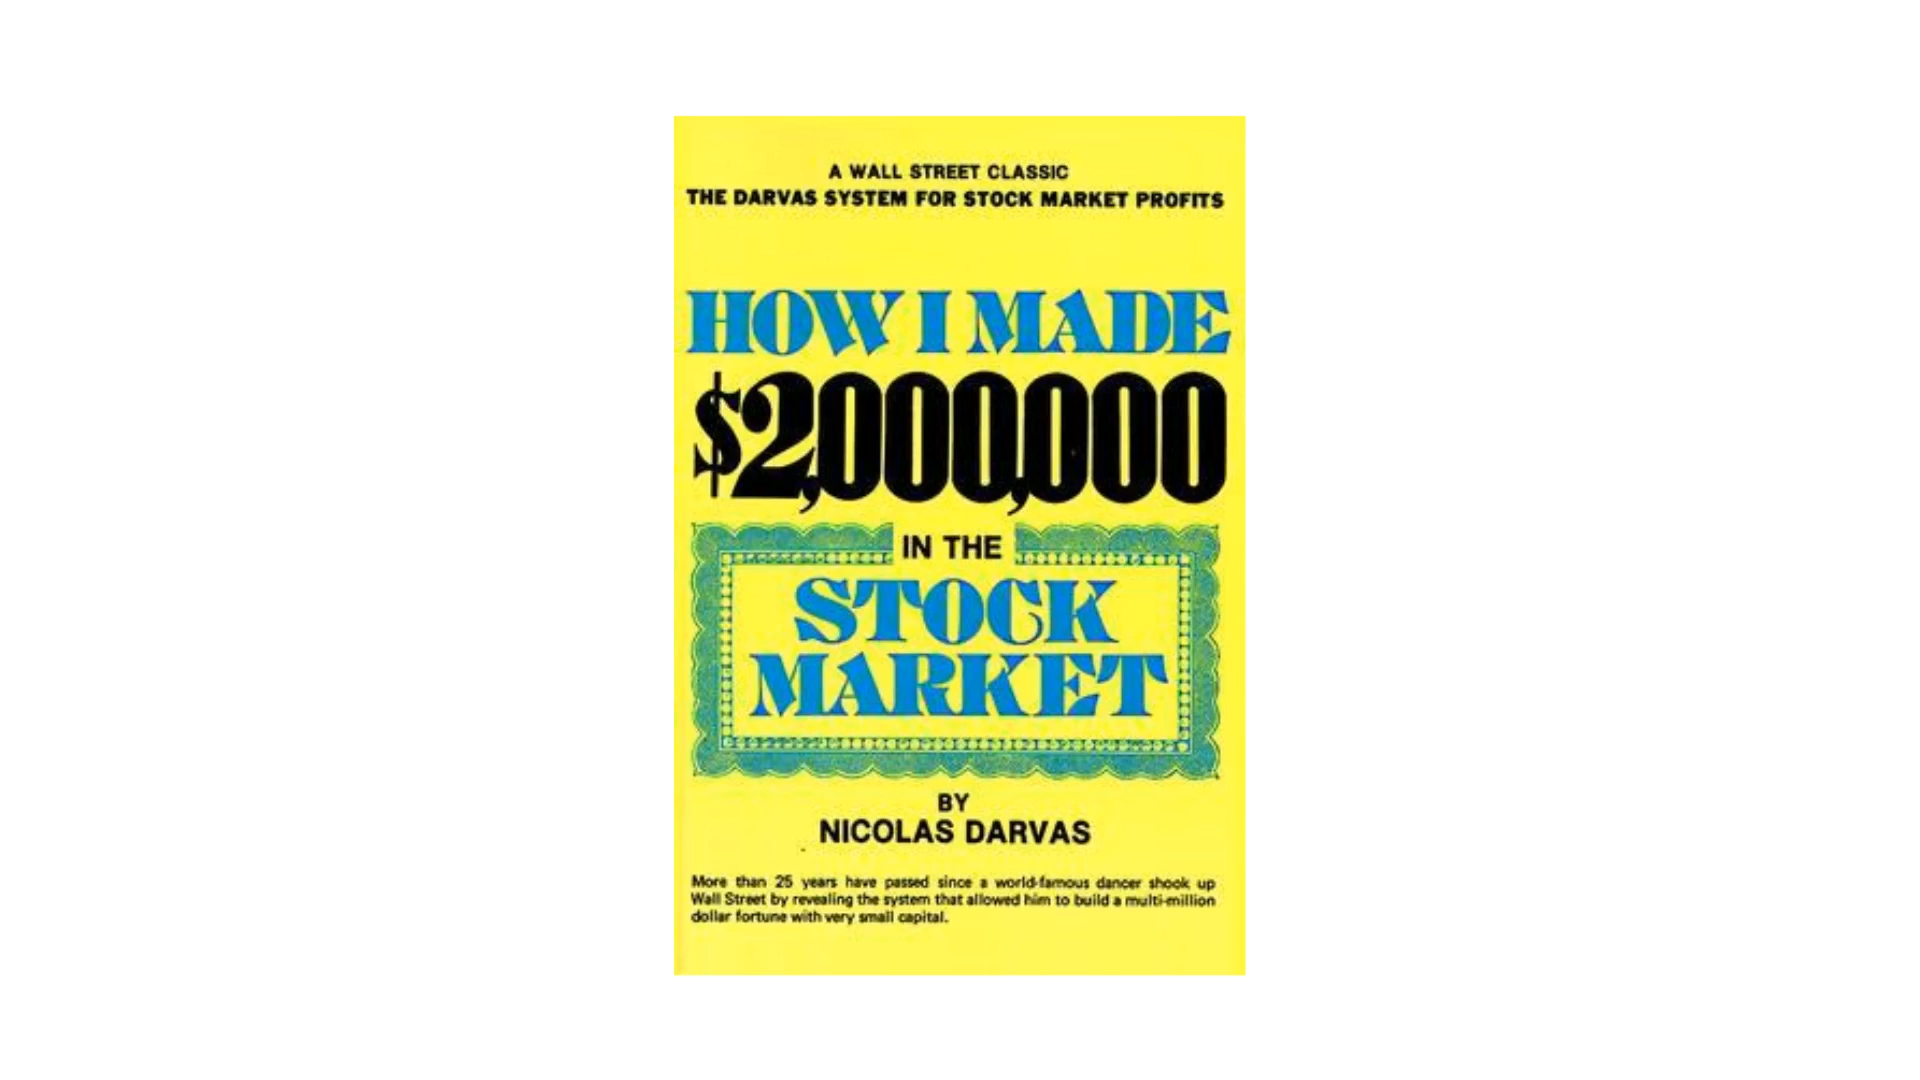 A WALL STREET CLASSIC
THE DARVAS SYSTEM FOR STOCK MARKET PROFITS
HOW I MADE
$2,000,000
IN THE
STOCK
MARKET
BY
NICOLAS DARVAS
More than 25 years have passed since a world-famous dancer shook up
Wall Street by revealing the system that allowed him to build a multi-million
dollar fortune with very small capital.